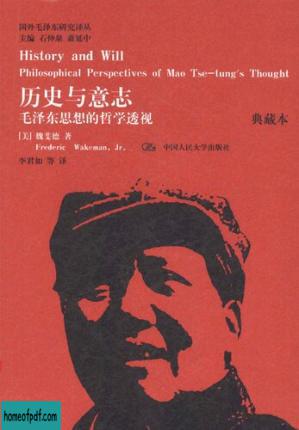 国外毛泽东研究译丛
主编 石仲泉 萧延中
History and Will
Philosophical Perspectives of Mao Tse-tung's Thought
历史与意志
毛泽东思想的哲学透视
典藏本
[美] 魏斐德 著
Frederic Wakeman, Jr.
中国人民大学出版社
李君如 等 译
homeofpdf.com
homeofpdf.com